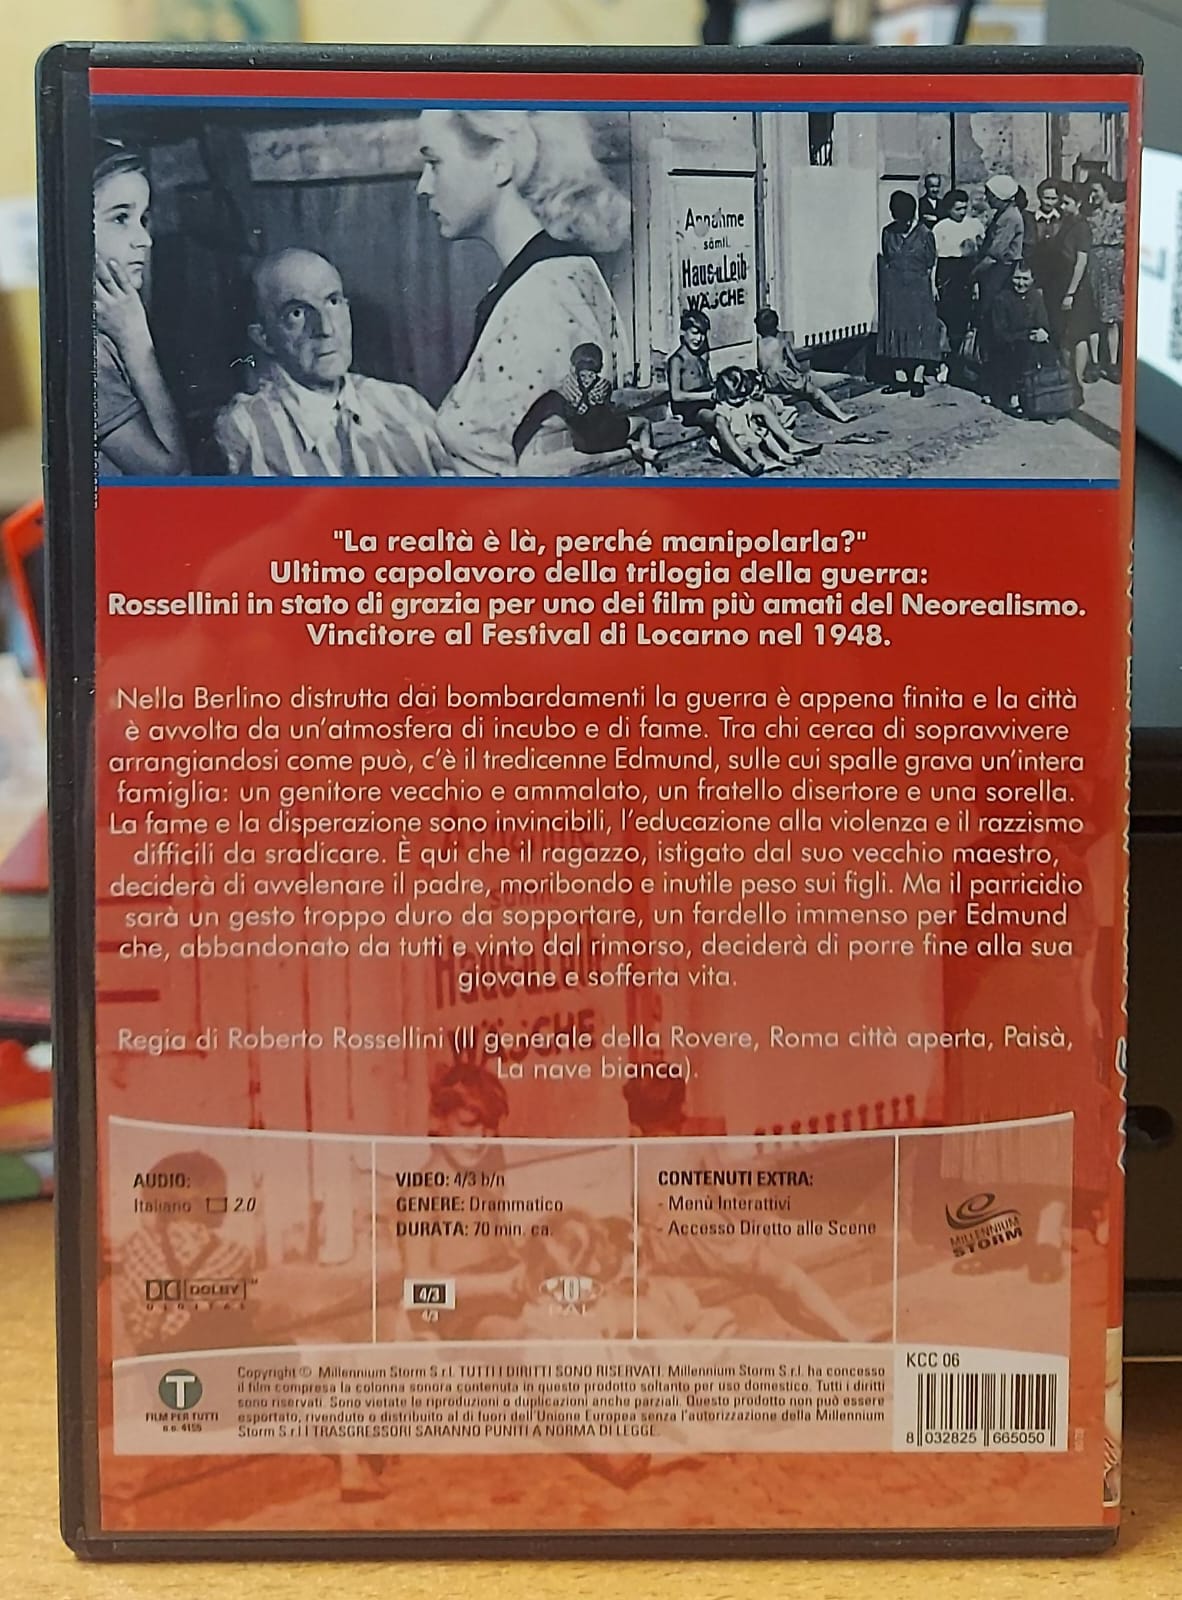 Annahme
sämtl.
Haus u Leib
WÄSCHE
"La realtà è là, perché manipolarla?"
Ultimo capolavoro della trilogia della guerra:
Rossellini in stato di grazia per uno dei film più amati del Neorealismo.
Vincitore al Festival di Locarno nel 1948.
Nella Berlino distrutta dai bombardamenti la guerra è appena finita e la città
è avvolta da un'atmosfera di incubo e di fame. Tra chi cerca di sopravvivere
arrangiandosi come può, c'è il tredicenne Edmund, sulle cui spalle grava un'intera
famiglia: un genitore vecchio e ammalato, un fratello disertore e una sorella.
La fame e la disperazione sono invincibili, l'educazione alla violenza e il razzismo
difficili da sradicare. È qui che il ragazzo, istigato dal suo vecchio maestro,
deciderà di avvelenare il padre, moribondo e inutile peso sui figli. Ma il parricidio
sarà un gesto troppo duro da sopportare, un fardello immenso per Edmund
che, abbandonato da tutti e vinto dal rimorso, deciderà di porre fine alla sua
giovane e sofferta vita.
Regia di Roberto Rossellini (Il generale della Rovere, Roma città aperta, Paisà,
La nave bianca).
AUDIO:
Italiano 2.0
DOLBY
DIGITAL
VIDEO: 4/3 b/n
GENERE: Drammatico
DURATA: 70 min. ca.
4/3
4/3
0
PAL
CONTENUTI EXTRA:
- Menù Interattivi
- Accesso Diretto alle Scene
MILLENNIUM
STORM
T
FILM PER TUTTI
n.o. 4155
Copyright © Millennium Storm S.r.l. TUTTI I DIRITTI SONO RISERVATI. Millennium Storm S.r.l. ha concesso
il film compresa la colonna sonora contenuta in questo prodotto soltanto per uso domestico. Tutti i diritti
sono riservati. Sono vietate le riproduzioni o duplicazioni anche parziali. Questo prodotto non può essere
esportato, rivenduto o distribuito al di fuori dell'Unione Europea senza l'autorizzazione della Millennium
Storm S.r.l I TRASGRESSORI SARANNO PUNITI A NORMA DI LEGGE.
KCC 06
8 032825 665050